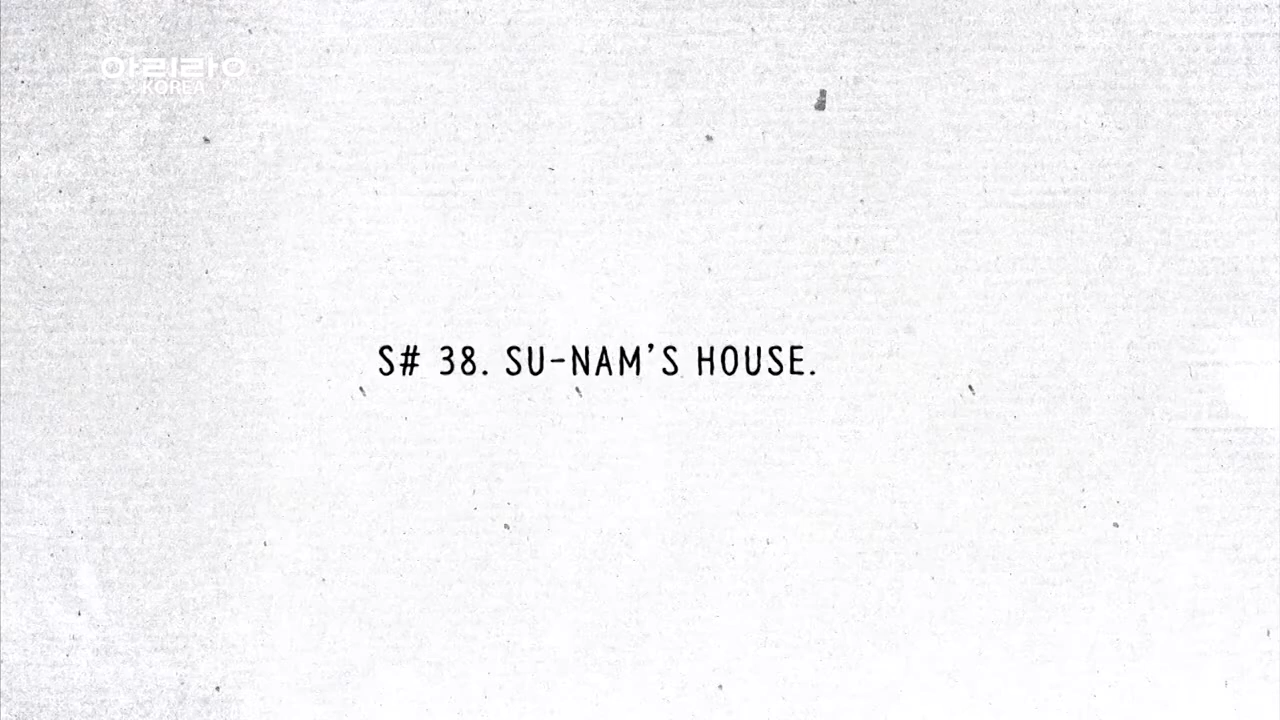 아리랑
KOREA
S# 38. SU-NAM'S HOUSE.